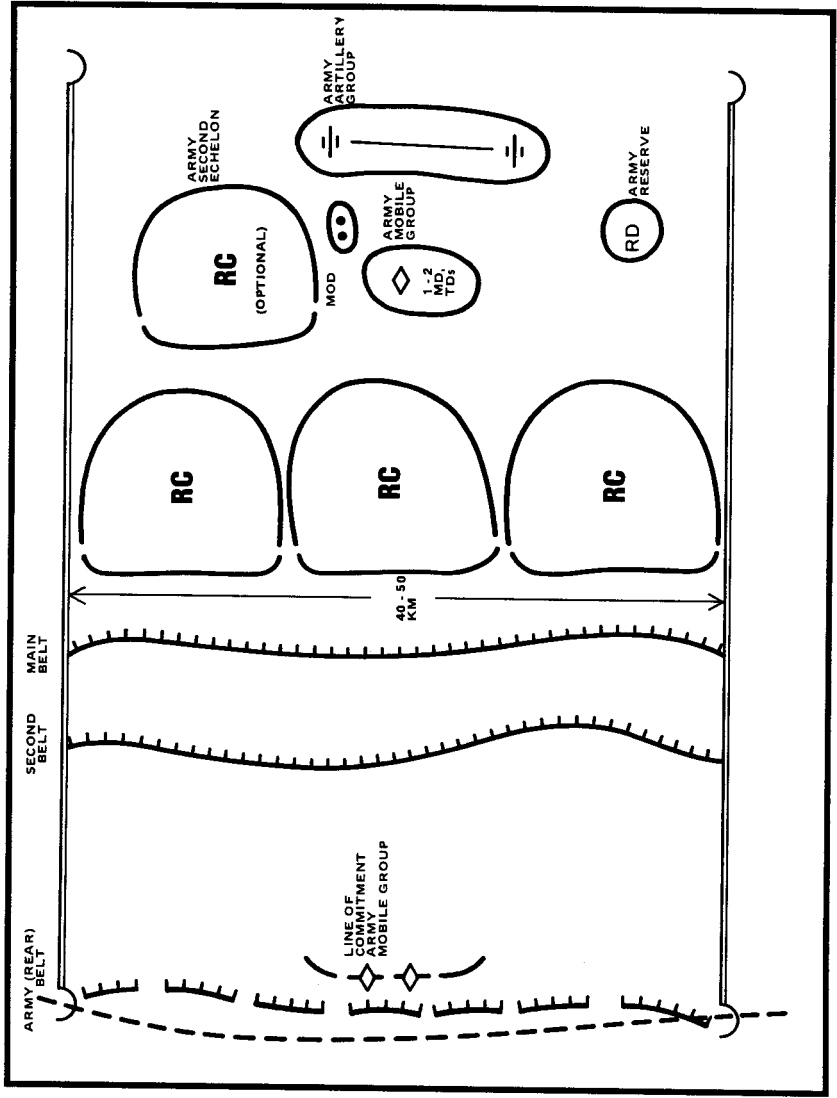 ARMY (REAR)
BELT
SECOND
BELT
MAIN
BELT
RC
RC
(OPTIONAL)
ARMY
SECOND
ECHELON
MOD
ARMY
ARTILLERY
GROUP
LINE OF
COMMITMENT
ARMY
MOBILE GROUP
40 - 50
KM
RC
1 - 2
MD,
TDs
ARMY
MOBILE
GROUP
RC
RD
ARMY
RESERVE